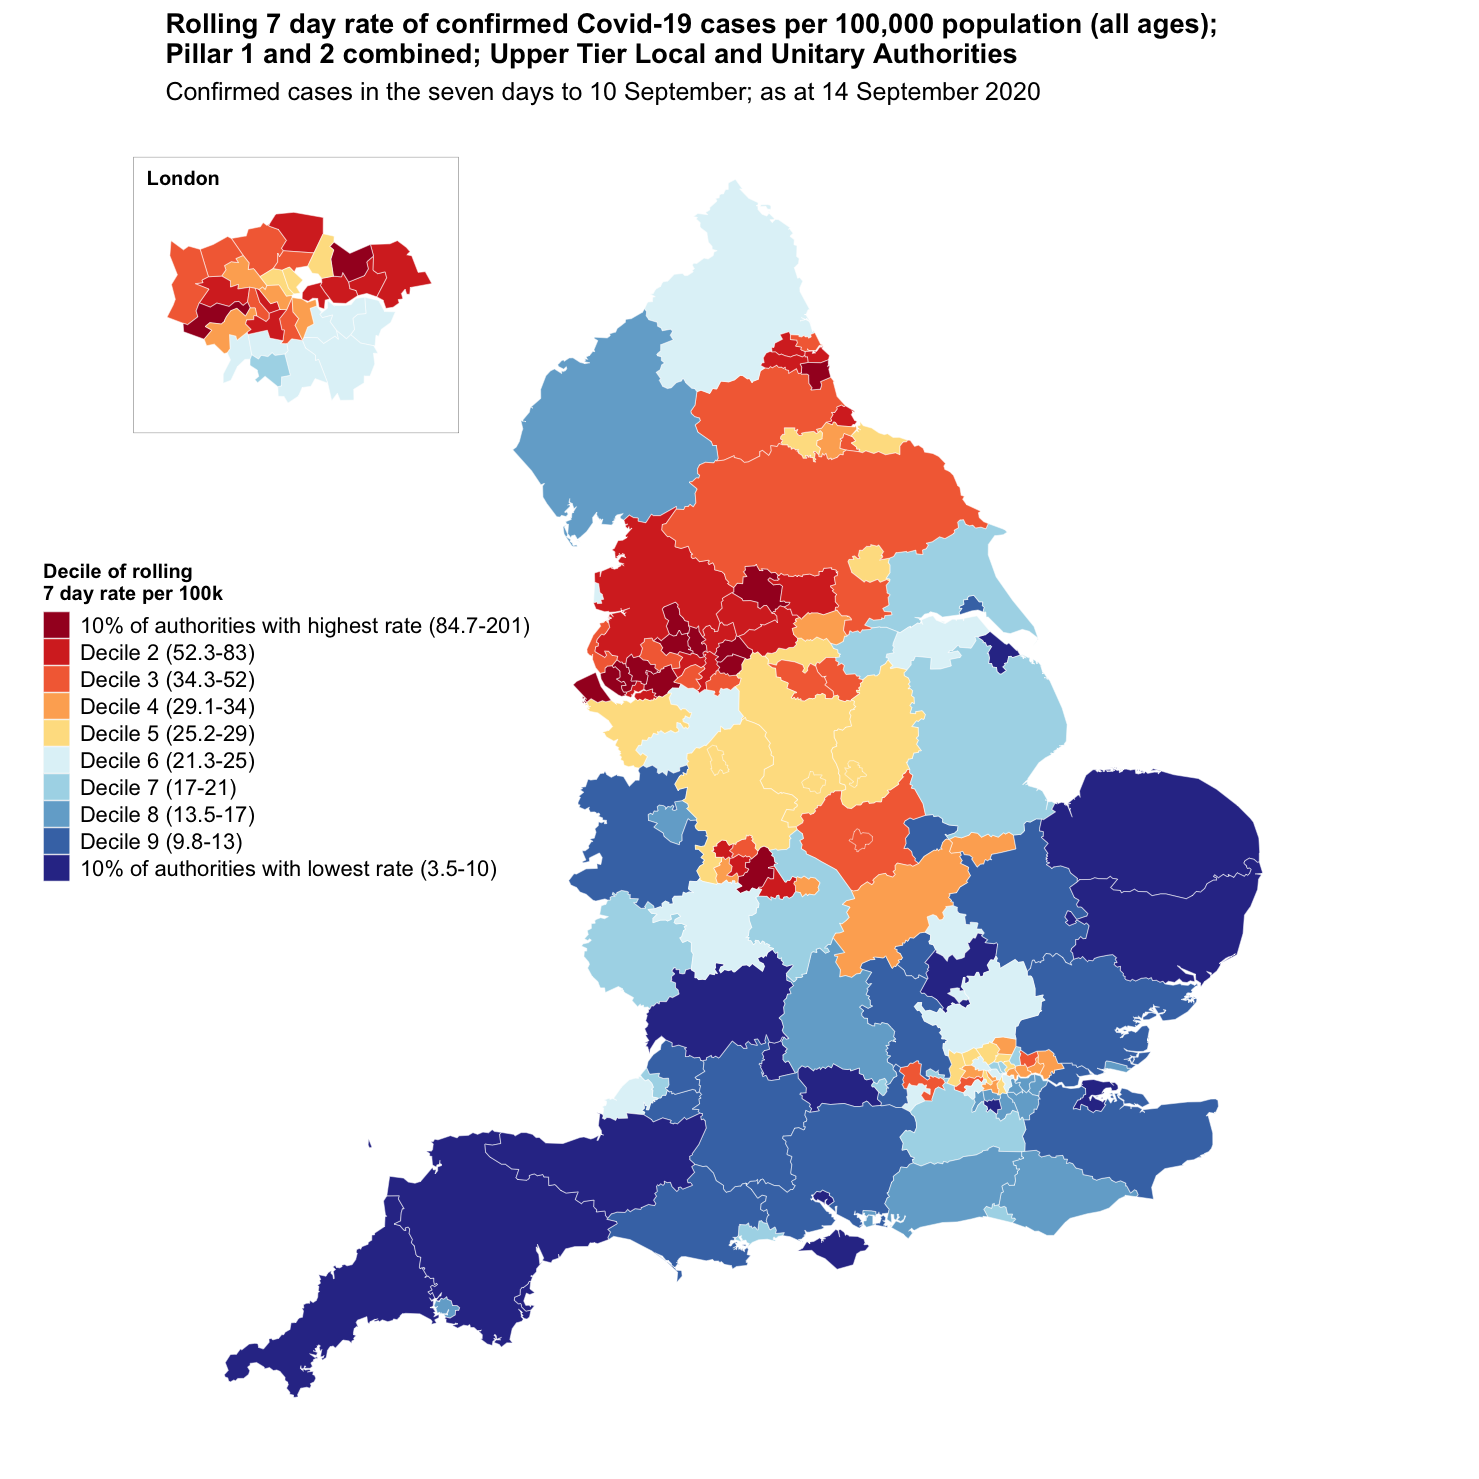 Rolling 7 day rate of confirmed Covid-19 cases per 100,000 population (all ages);
Pillar 1 and 2 combined; Upper Tier Local and Unitary Authorities
Confirmed cases in the seven days to 10 September; as at 14 September 2020
London
Decile of rolling
7 day rate per 100k
10% of authorities with highest rate (84.7-201)
Decile 2 (52.3-83)
Decile 3 (34.3-52)
Decile 4 (29.1-34)
Decile 5 (25.2-29)
Decile 6 (21.3-25)
Decile 7 (17-21)
Decile 8 (13.5-17)
Decile 9 (9.8-13)
10% of authorities with lowest rate (3.5-10)